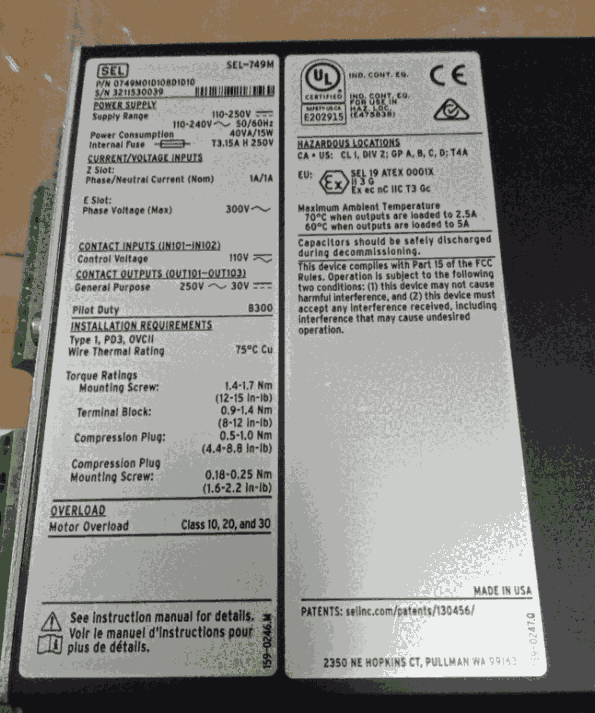 SEL SEL-749M
P/N 0749M01D108D1D10
S/N 3211530039
POWER SUPPLY
Supply Range 110-250V ⎓
110-240V ~ 50/60Hz
Power Consumption 40VA/15W
Internal Fuse T3.15A H 250V
CURRENT/VOLTAGE INPUTS
Z Slot:
Phase/Neutral Current (Nom) 1A/1A
E Slot:
Phase Voltage (Max) 300V ~
CONTACT INPUTS (IN101-IN102)
Control Voltage 110V ⎓
CONTACT OUTPUTS (OUT101-OUT103)
General Purpose 250V ~ 30V ⎓
Pilot Duty B300
INSTALLATION REQUIREMENTS
Type 1, PD3, OVCII
Wire Thermal Rating 75°C Cu
Torque Ratings
Mounting Screw: 1.4-1.7 Nm
(12-15 in-lb)
Terminal Block: 0.9-1.4 Nm
(8-12 in-lb)
Compression Plug: 0.5-1.0 Nm
(4.4-8.8 in-lb)
Compression Plug
Mounting Screw: 0.18-0.25 Nm
(1.6-2.2 in-lb)
OVERLOAD
Motor Overload Class 10, 20, and 30
See instruction manual for details.
Voir le manuel d'instructions pour
plus de détails.
159-0246.M
UL IND. CONT. EQ. CE
CERTIFIED
SAFETY US CA
E202915
IND. CONT. EQ.
FOR USE IN
HAZ. LOC.
(E475838)
HAZARDOUS LOCATIONS
CA • US: CL I, DIV 2; GP A, B, C, D; T4A
EU: Ex SEL 19 ATEX 0001X
II 3 G
Ex ec nC IIC T3 Gc
Maximum Ambient Temperature
70°C when outputs are loaded to 2.5A
60°C when outputs are loaded to 5A
Capacitors should be safely discharged
during decommissioning.
This device complies with Part 15 of the FCC
Rules. Operation is subject to the following
two conditions: (1) this device may not cause
harmful interference, and (2) this device must
accept any interference received, including
interference that may cause undesired
operation.
MADE IN USA
PATENTS: selinc.com/patents/130456/
2350 NE HOPKINS CT, PULLMAN WA 99163
159-0247.Q